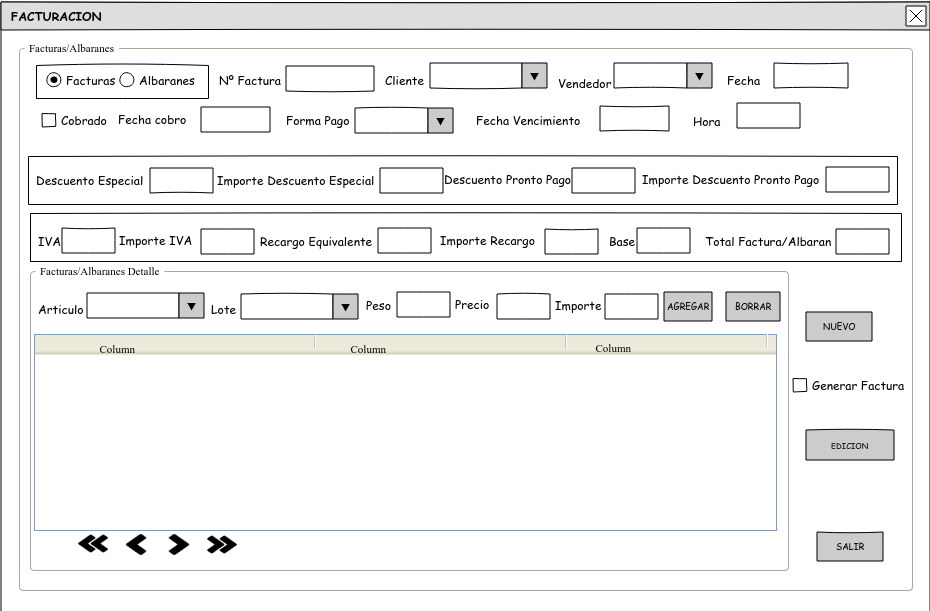 FACTURACION
Facturas/Albaranes
Facturas Albaranes Nº Factura Cliente Vendedor Fecha
Cobrado Fecha cobro Forma Pago Fecha Vencimiento Hora
Descuento Especial Importe Descuento Especial Descuento Pronto Pago Importe Descuento Pronto Pago
IVA Importe IVA Recargo Equivalente Importe Recargo Base Total Factura/Albaran
Facturas/Albaranes Detalle
Articulo Lote Peso Precio Importe AGREGAR BORRAR
NUEVO
Column Column Column
Generar Factura
EDICION
SALIR